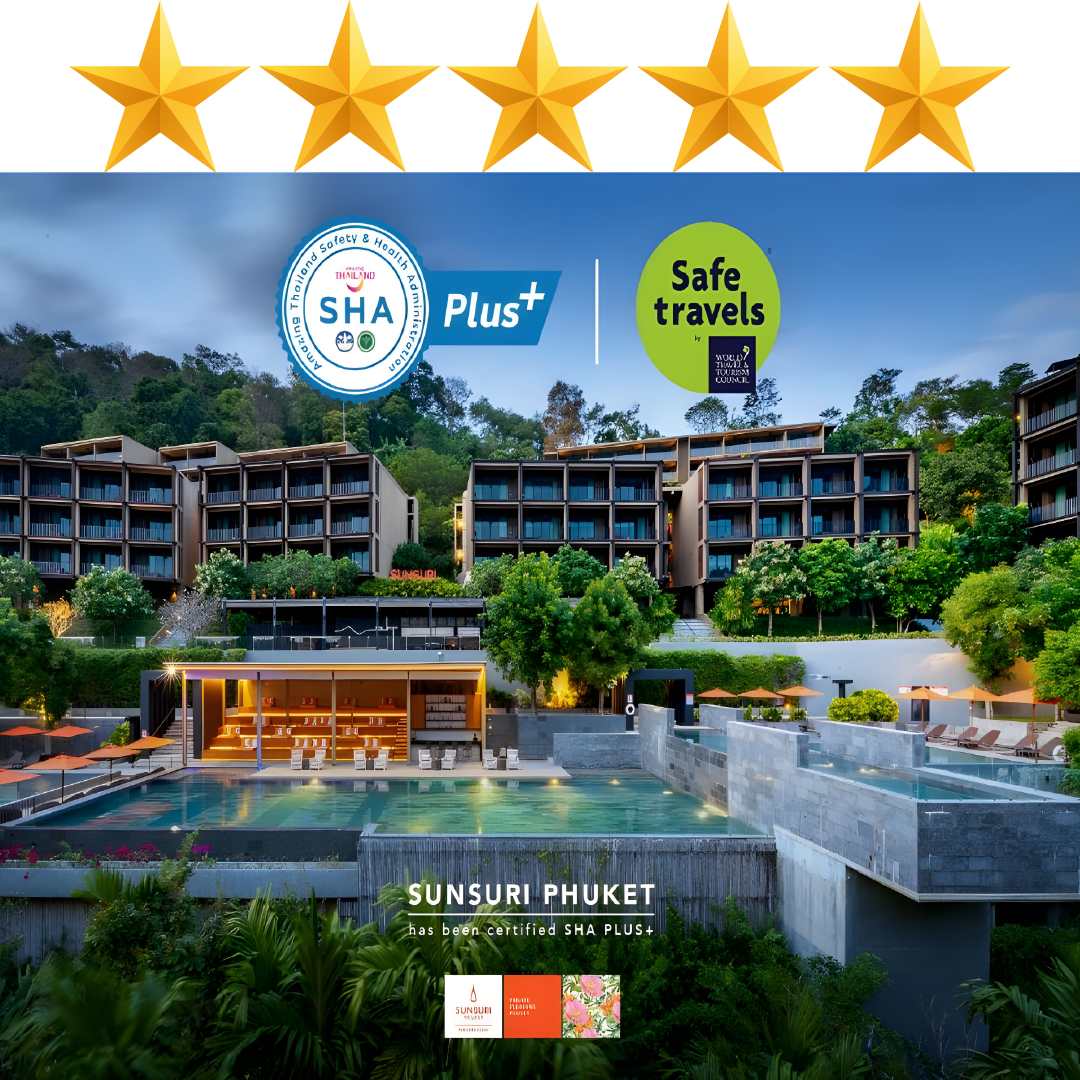 Amazing Thailand Safety & Health Administration
AMAZING
THAILAND
SHA
Plus+
Safe
travels
by
WORLD
TRAVEL &
TOURISM
COUNCIL
SUNSURI
SUNSURI PHUKET
has been certified SHA PLUS+
SUNSURI
PHUKET